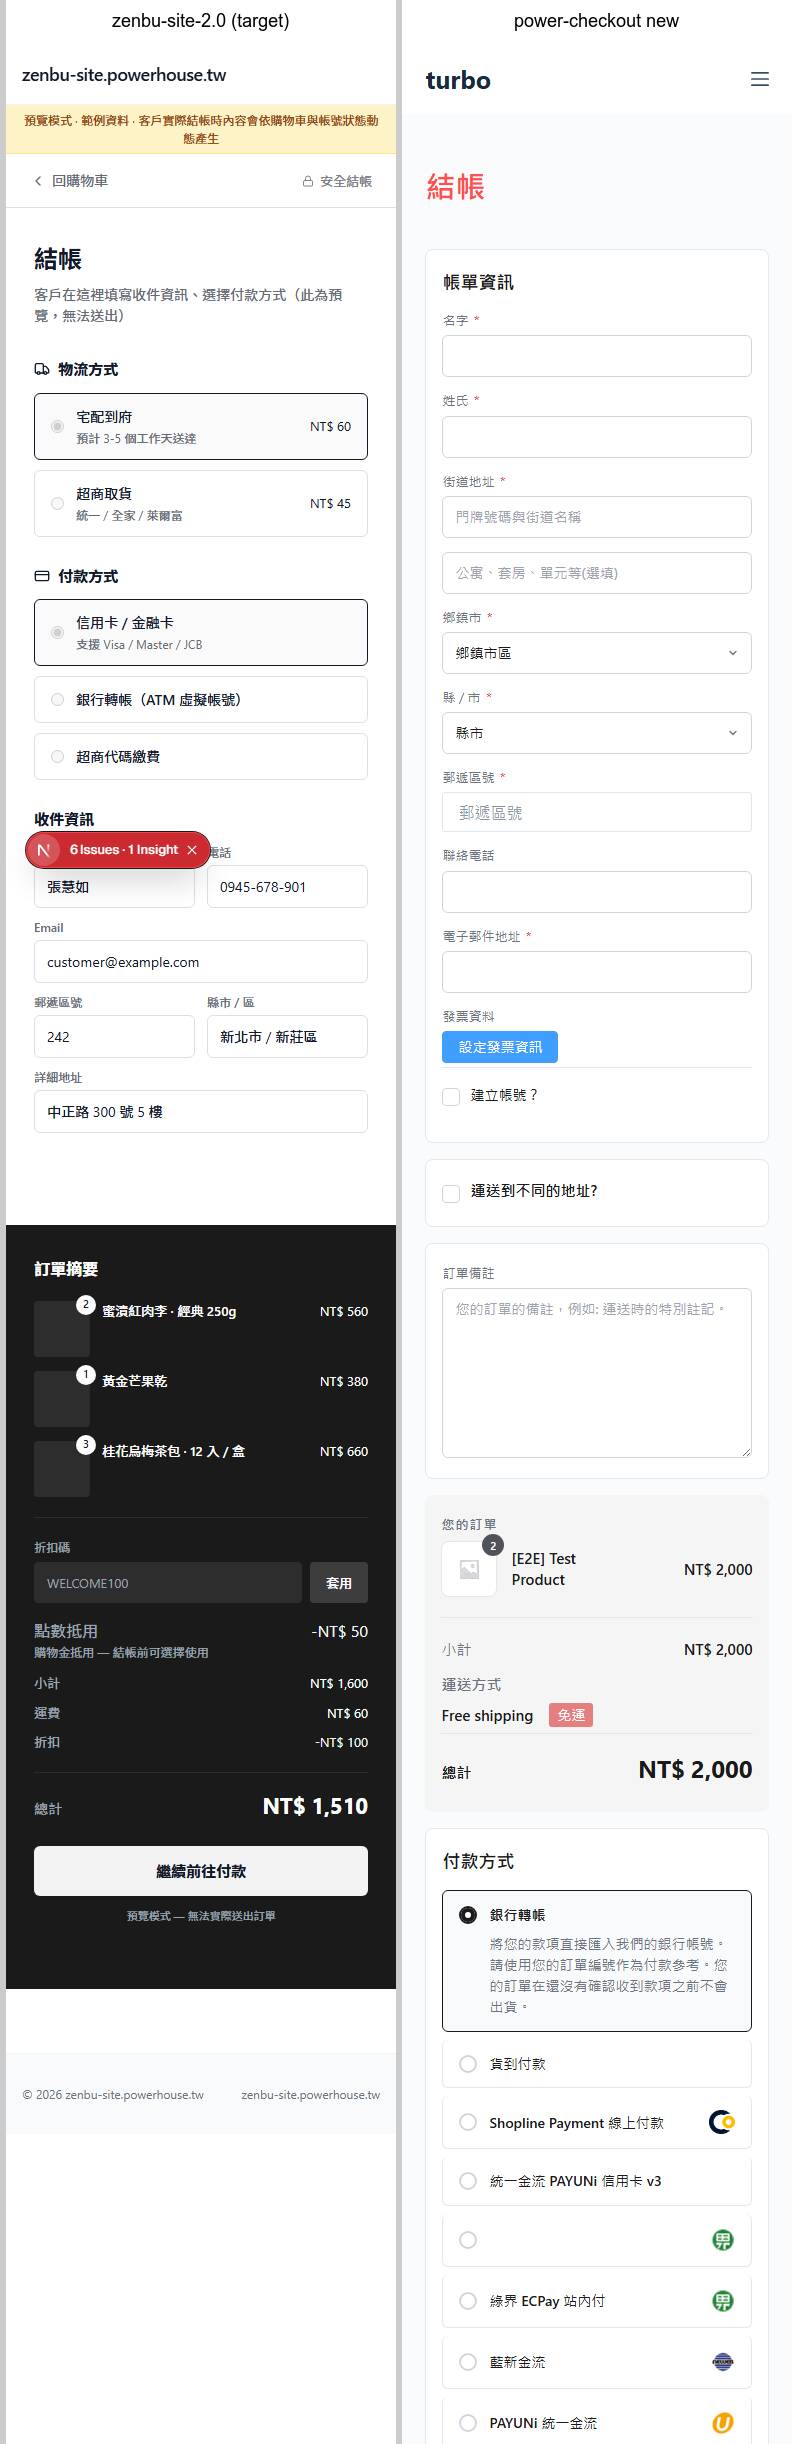 zenbu-site-2.0 (target)
zenbu-site.powerhouse.tw
預覽模式 · 範例資料 · 客戶實際結帳時內容會依購物車與帳號狀態動
態產生
回購物車
安全結帳
結帳
客戶在這裡填寫收件資訊、選擇付款方式（此為預
覽，無法送出）
物流方式
宅配到府
NT$ 60
預計 3-5 個工作天送達
超商取貨
NT$ 45
統一 / 全家 / 萊爾富
付款方式
信用卡 / 金融卡
支援 Visa / Master / JCB
銀行轉帳（ATM 虛擬帳號）
超商代碼繳費
收件資訊
N 6 Issues · 1 Insight ×
電話
張慧如
0945-678-901
Email
customer@example.com
郵遞區號
縣市 / 區
242
新北市 / 新莊區
詳細地址
中正路 300 號 5 樓
訂單摘要
2
蜜漬紅肉李 · 經典 250g
NT$ 560
1
黃金芒果乾
NT$ 380
3
桂花烏梅茶包 · 12 入 / 盒
NT$ 660
折扣碼
WELCOME100
套用
點數抵用
-NT$ 50
購物金抵用 — 結帳前可選擇使用
小計
NT$ 1,600
運費
NT$ 60
折扣
-NT$ 100
總計
NT$ 1,510
繼續前往付款
預覽模式 — 無法實際送出訂單
© 2026 zenbu-site.powerhouse.tw
zenbu-site.powerhouse.tw
power-checkout new
turbo
結帳
帳單資訊
名字 *
姓氏 *
街道地址 *
門牌號碼與街道名稱
公寓、套房、單元等(選填)
鄉鎮市 *
鄉鎮市區
縣 / 市 *
縣市
郵遞區號 *
郵遞區號
聯絡電話
電子郵件地址 *
發票資料
設定發票資訊
建立帳號？
運送到不同的地址?
訂單備註
您的訂單的備註，例如: 運送時的特別註記。
您的訂單
2
[E2E] Test
Product
NT$ 2,000
小計
NT$ 2,000
運送方式
Free shipping
免運
總計
NT$ 2,000
付款方式
銀行轉帳
將您的款項直接匯入我們的銀行帳號。
請使用您的訂單編號作為付款參考。您
的訂單在還沒有確認收到款項之前不會
出貨。
貨到付款
Shopline Payment 線上付款
統一金流 PAYUNi 信用卡 v3
綠界 ECPay 站內付
藍新金流
PAYUNi 統一金流